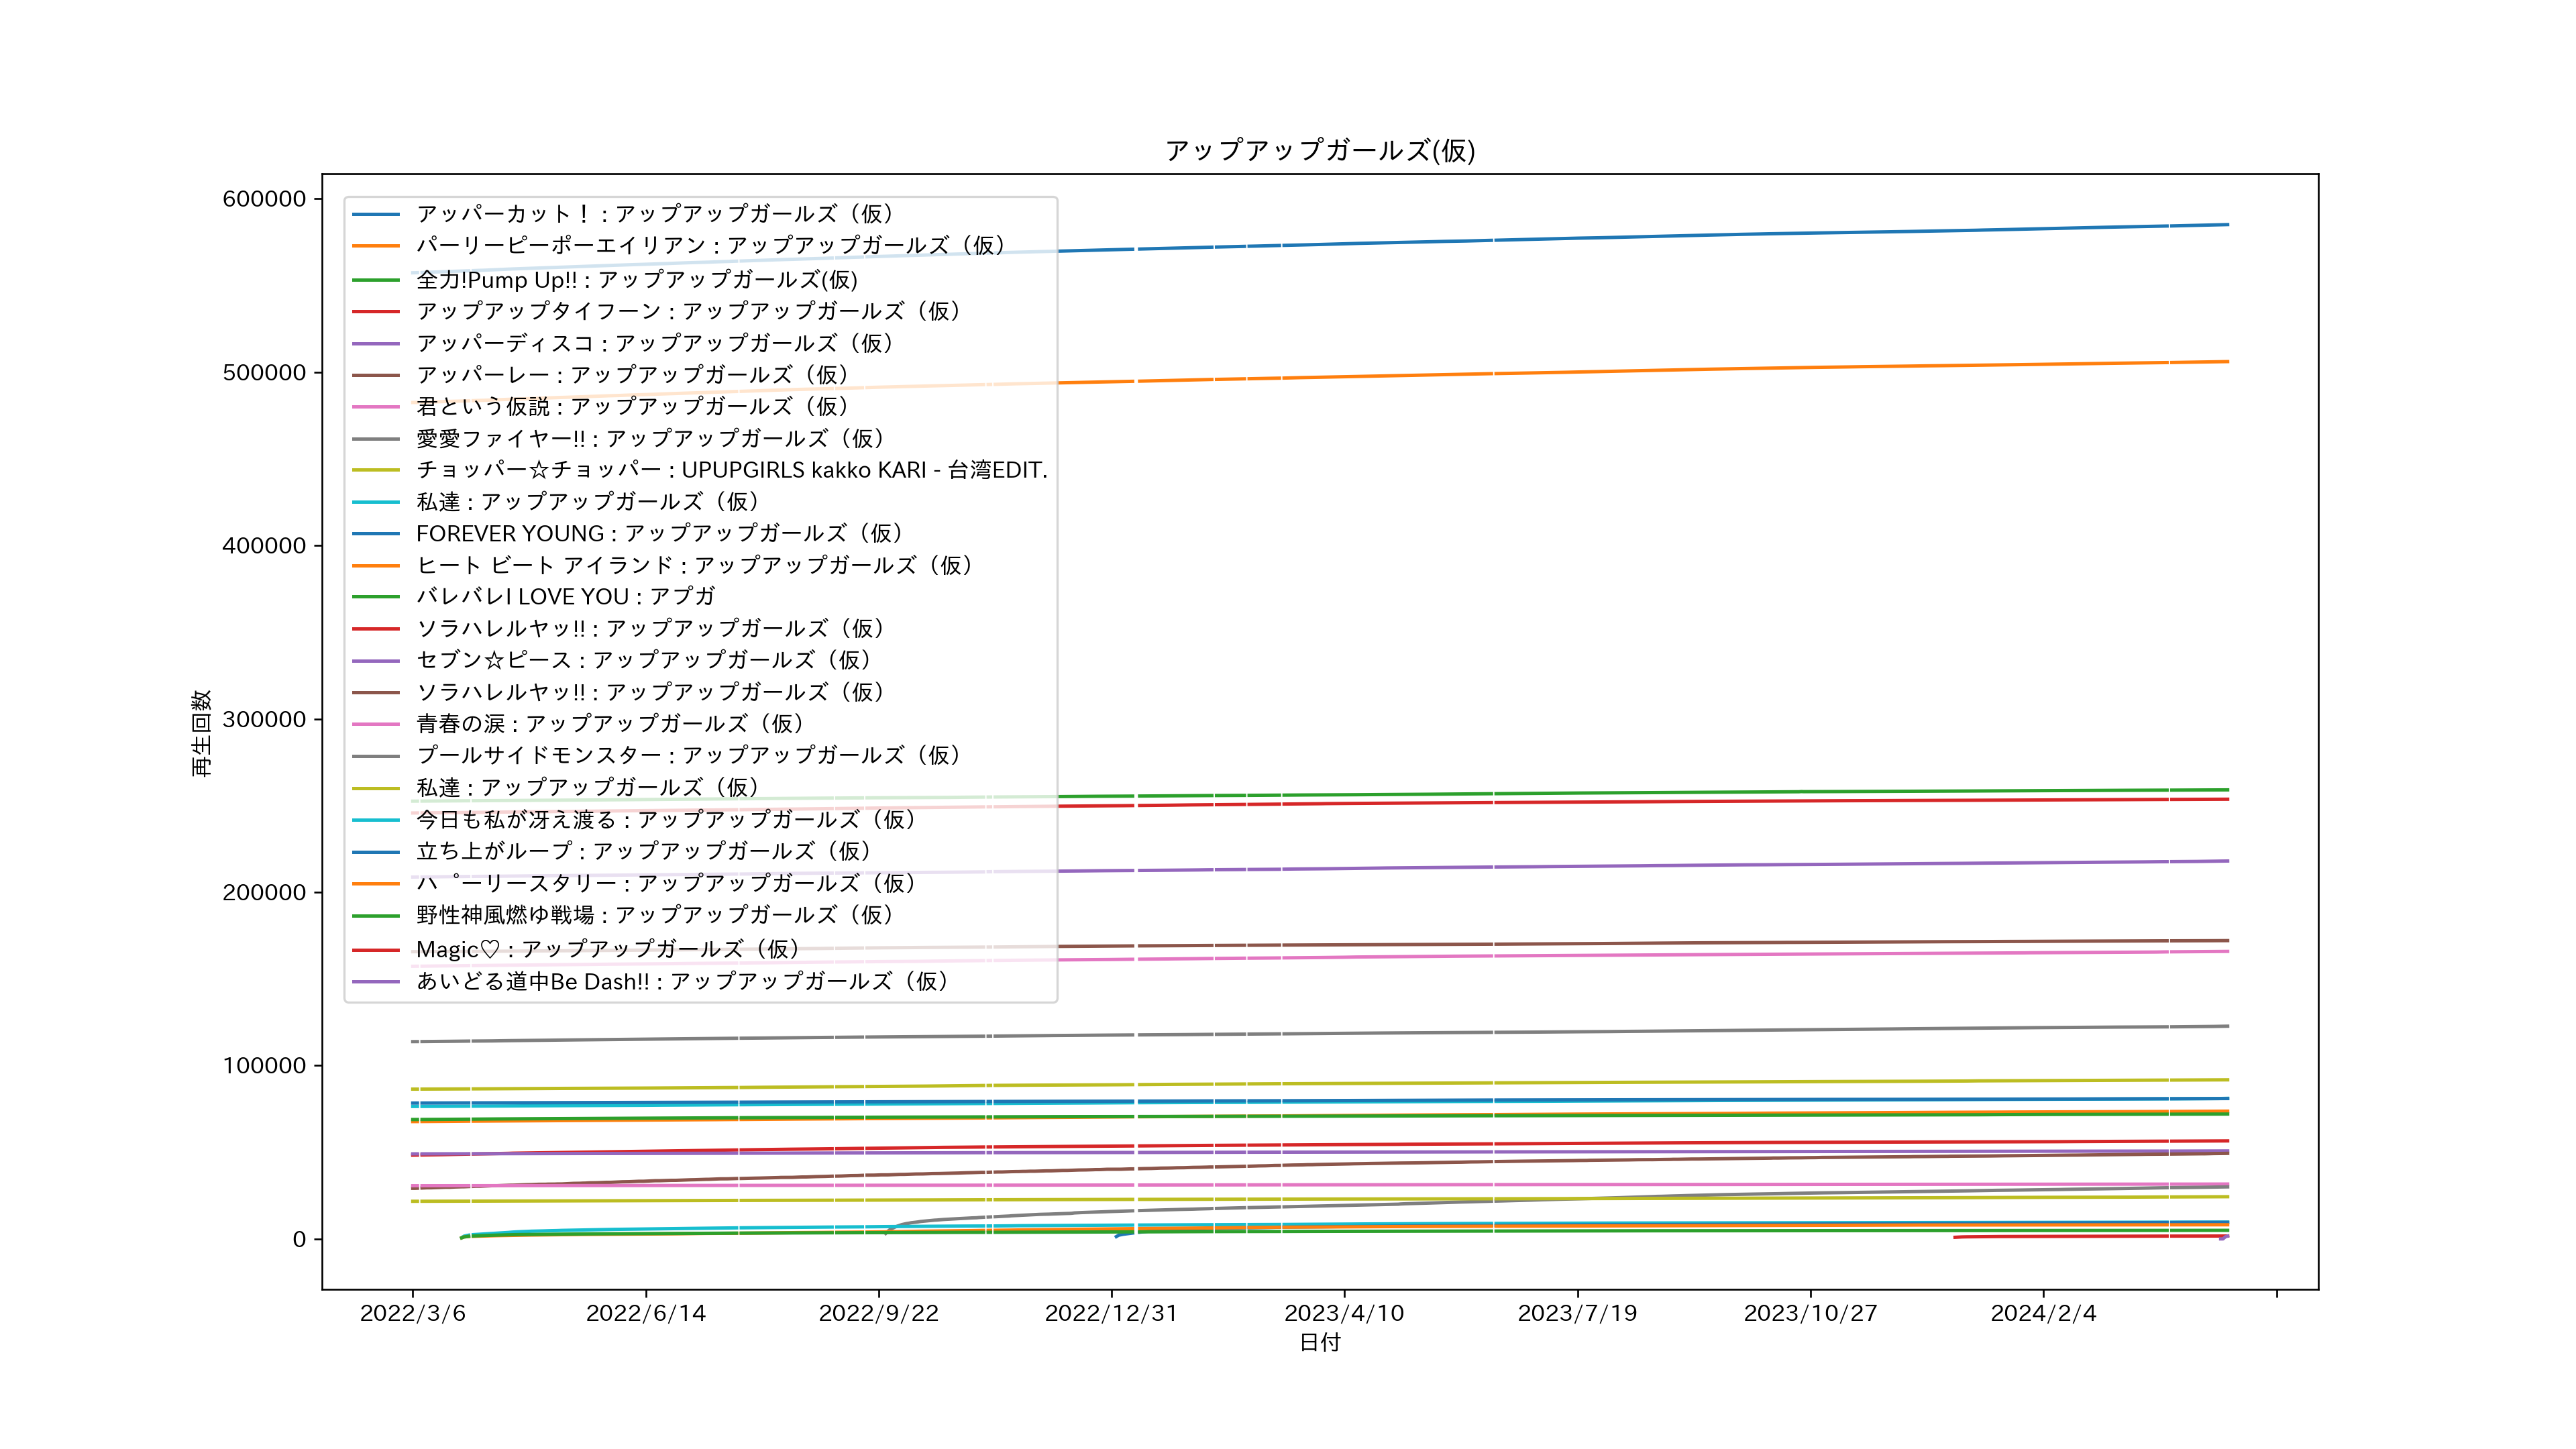 アップアップガールズ(仮)
600000
500000
400000
300000
200000
100000
0
再生回数
アッパーカット！ : アップアップガールズ（仮）
パーリーピーポーエイリアン : アップアップガールズ（仮）
全力!Pump Up!! : アップアップガールズ(仮)
アップアップタイフーン : アップアップガールズ（仮）
アッパーディスコ : アップアップガールズ（仮）
アッパーレー : アップアップガールズ（仮）
君という仮説 : アップアップガールズ（仮）
愛愛ファイヤー!! : アップアップガールズ（仮）
チョッパー☆チョッパー : UPUPGIRLS kakko KARI - 台湾EDIT.
私達 : アップアップガールズ（仮）
FOREVER YOUNG : アップアップガールズ（仮）
ヒート ビート アイランド : アップアップガールズ（仮）
バレバレI LOVE YOU : アプガ
ソラハレルヤッ!! : アップアップガールズ（仮）
セブン☆ピース : アップアップガールズ（仮）
ソラハレルヤッ!! : アップアップガールズ（仮）
青春の涙 : アップアップガールズ（仮）
プールサイドモンスター : アップアップガールズ（仮）
私達 : アップアップガールズ（仮）
今日も私が冴え渡る : アップアップガールズ（仮）
立ち上がループ : アップアップガールズ（仮）
ハ゜ーリースタリー : アップアップガールズ（仮）
野性神風燃ゆ戦場 : アップアップガールズ（仮）
Magic♡ : アップアップガールズ（仮）
あいどる道中Be Dash!! : アップアップガールズ（仮）
2022/3/6
2022/6/14
2022/9/22
2022/12/31
2023/4/10
2023/7/19
2023/10/27
2024/2/4
日付